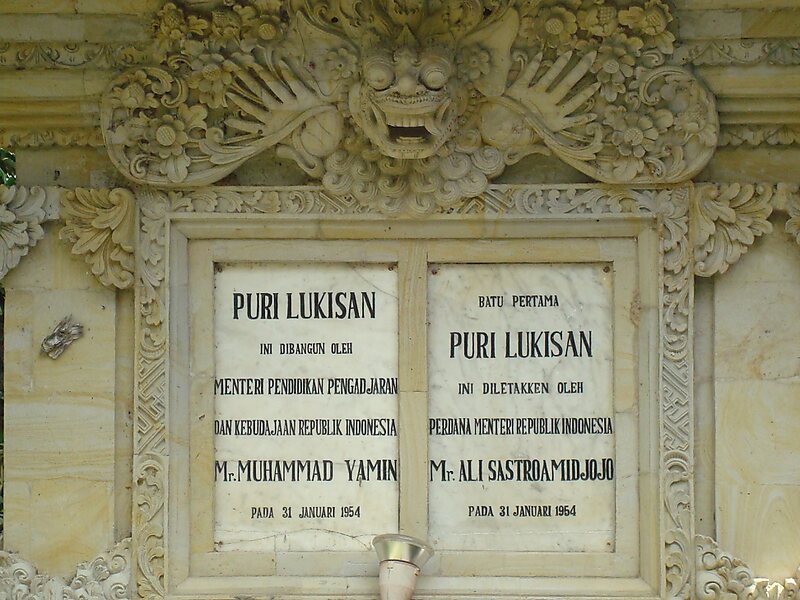 PURI LUKISAN
INI DIBANGUN OLEH
MENTERI PENDIDIKAN PENGADJARAN
DAN KEBUDAJAAN REPUBLIK INDONESIA
Mr. MUHAMMAD YAMIN
PADA 31 JANUARI 1954
BATU PERTAMA
PURI LUKISAN
INI DILETAKKEN OLEH
PERDANA MENTERI REPUBLIK INDONESIA
Mr. ALI SASTROAMIDJOJO
PADA 31 JANUARI 1954